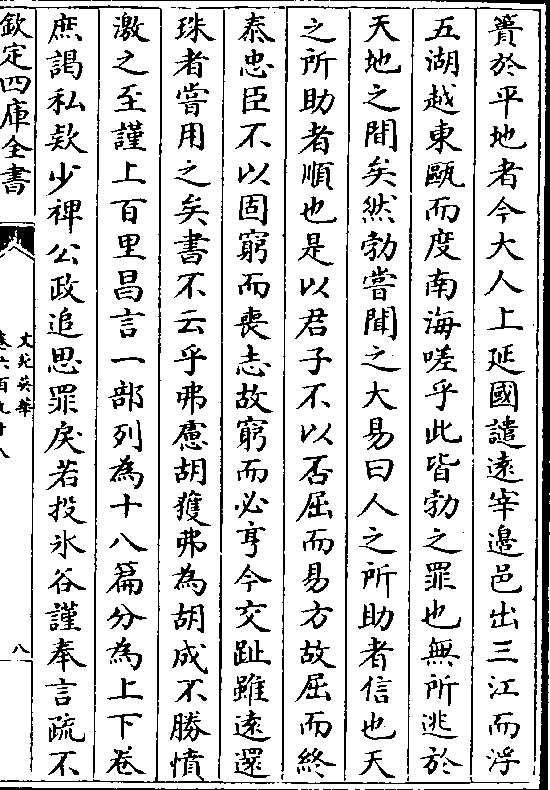 簣於平地者今大人上延國譴遠宰邊邑出三江而浮
五湖越東甌而度南海嗟乎此皆勃之罪也無所逃於
天地之間矣然勃嘗聞之大易曰人之所助者信也天
之所助者順也是以君子不以否屈而易方故屈而終
泰忠臣不以固窮而喪志故窮而必亨今交趾雖遠還
珠者嘗用之矣書不云乎弗慮胡獲弗為胡成不勝憤
激之至謹上百里昌言一部列為十八篇分為上下卷
庶謁私款少裨公政追思罪戾若投氷谷謹奉言疏不
欽定四庫全書
文苑英華
卷六百九十八
八